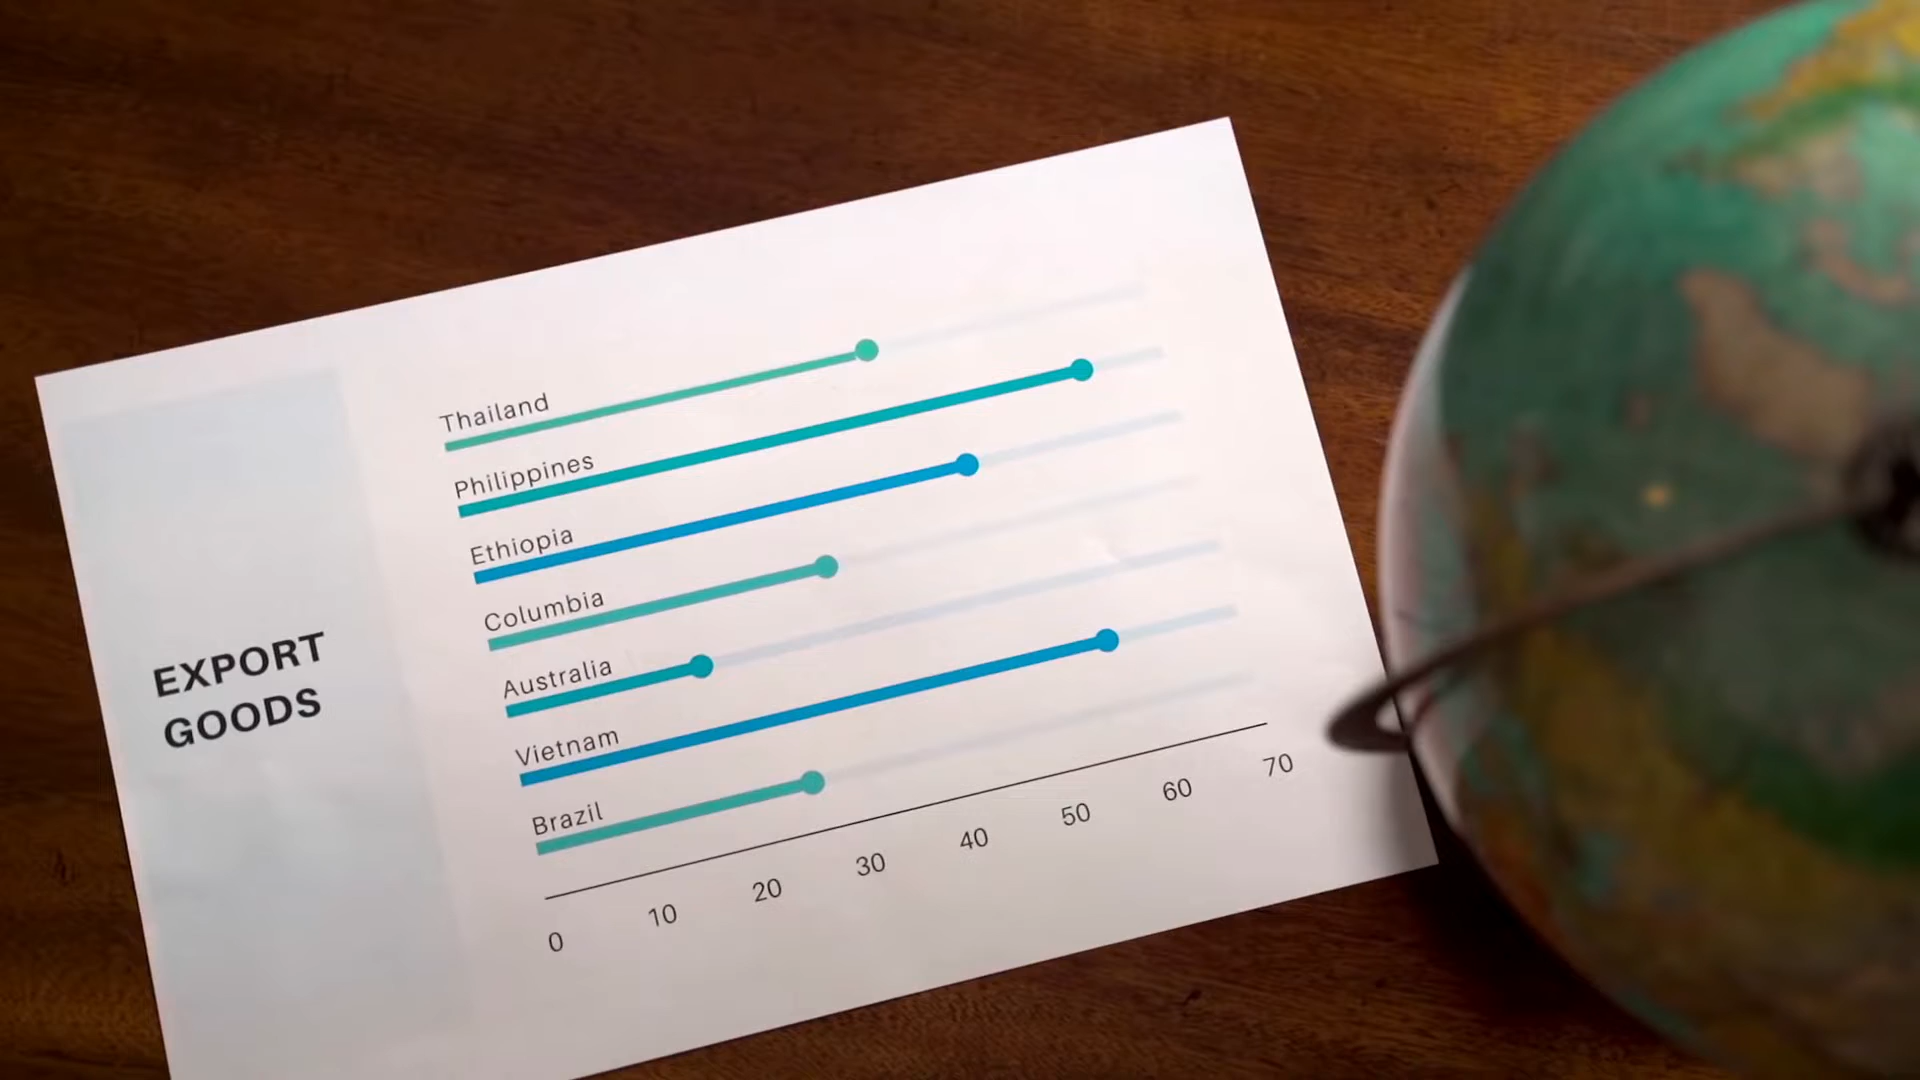 EXPORT
GOODS
Thailand
Philippines
Ethiopia
Columbia
Australia
Vietnam
Brazil
0 10 20 30 40 50 60 70